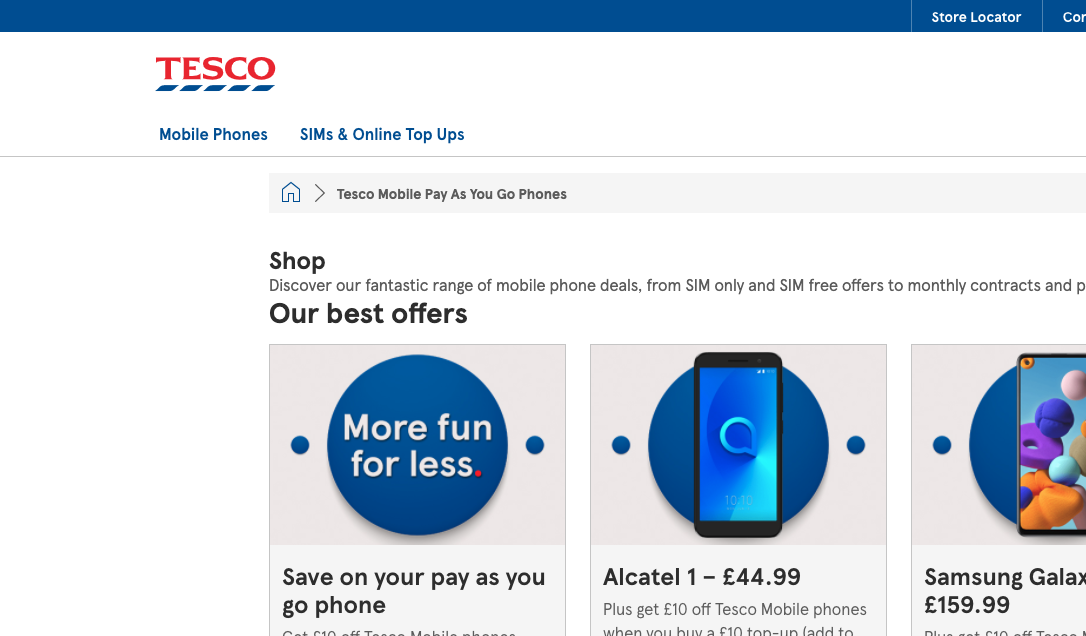 Store Locator
TESCO
Mobile Phones SIMs & Online Top Ups
Tesco Mobile Pay As You Go Phones
Shop
Discover our fantastic range of mobile phone deals, from SIM only and SIM free offers to monthly contracts and
Our best offers
More fun
for less.
Save on your pay as you
go phone
Get £10 off Tesco Mobile phones
10:10
Alcatel 1 – £44.99
Plus get £10 off Tesco Mobile phones
when you buy a £10 top-up (add to
Samsung
£159.99
Plus get £10 off Tesco